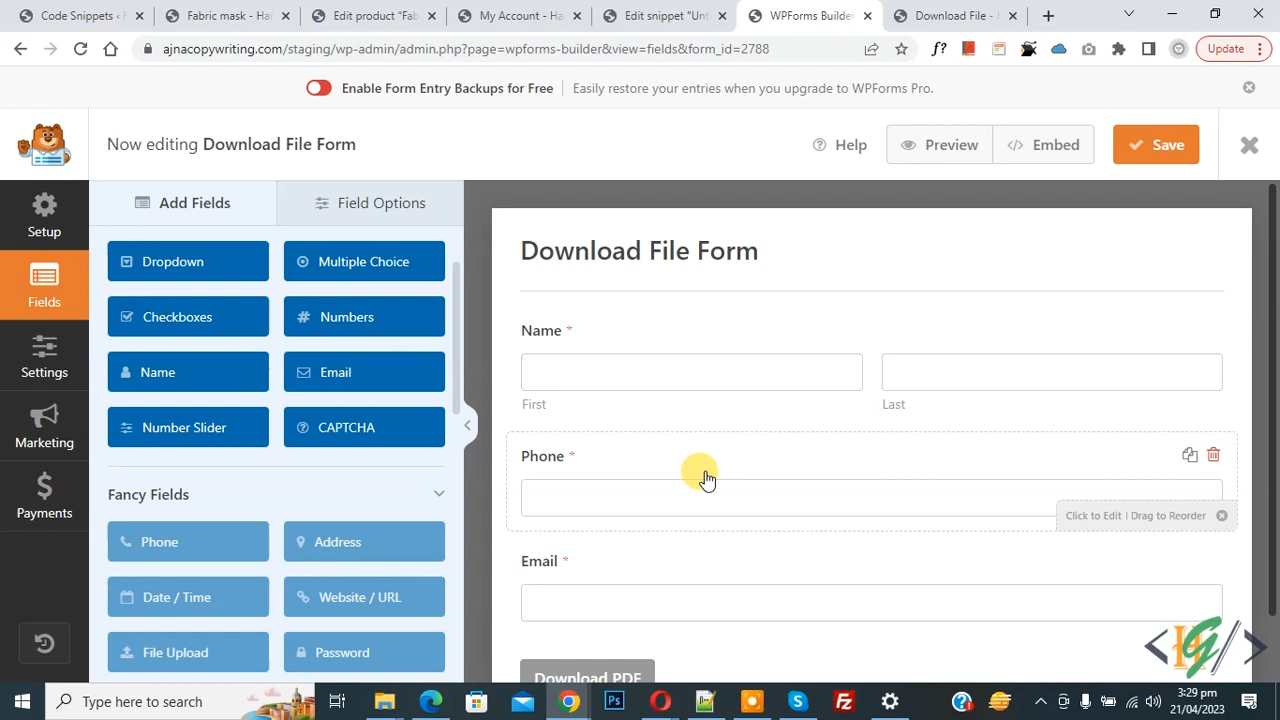 Code Snippets ‹ H
Fabric mask - Ha
Edit product "Fab
My Account - Ha
Edit snippet "Unt
WPForms Builder
Download File - H
ajnacopywriting.com/staging/wp-admin/admin.php?page=wpforms-builder&view=fields&form_id=2788
f?
Update
Enable Form Entry Backups for Free
Easily restore your entries when you upgrade to WPForms Pro.
Now editing Download File Form
Help
Preview
Embed
Save
Setup
Fields
Settings
Marketing
Payments
Add Fields
Field Options
Dropdown
Multiple Choice
Checkboxes
Numbers
Name
Email
Number Slider
CAPTCHA
Fancy Fields
Phone
Address
Date / Time
Website / URL
File Upload
Password
Download File Form
Name *
First
Last
Phone *
Click to Edit | Drag to Reorder
Email *
Download PDF
HG
Type here to search
3:29 pm
21/04/2023